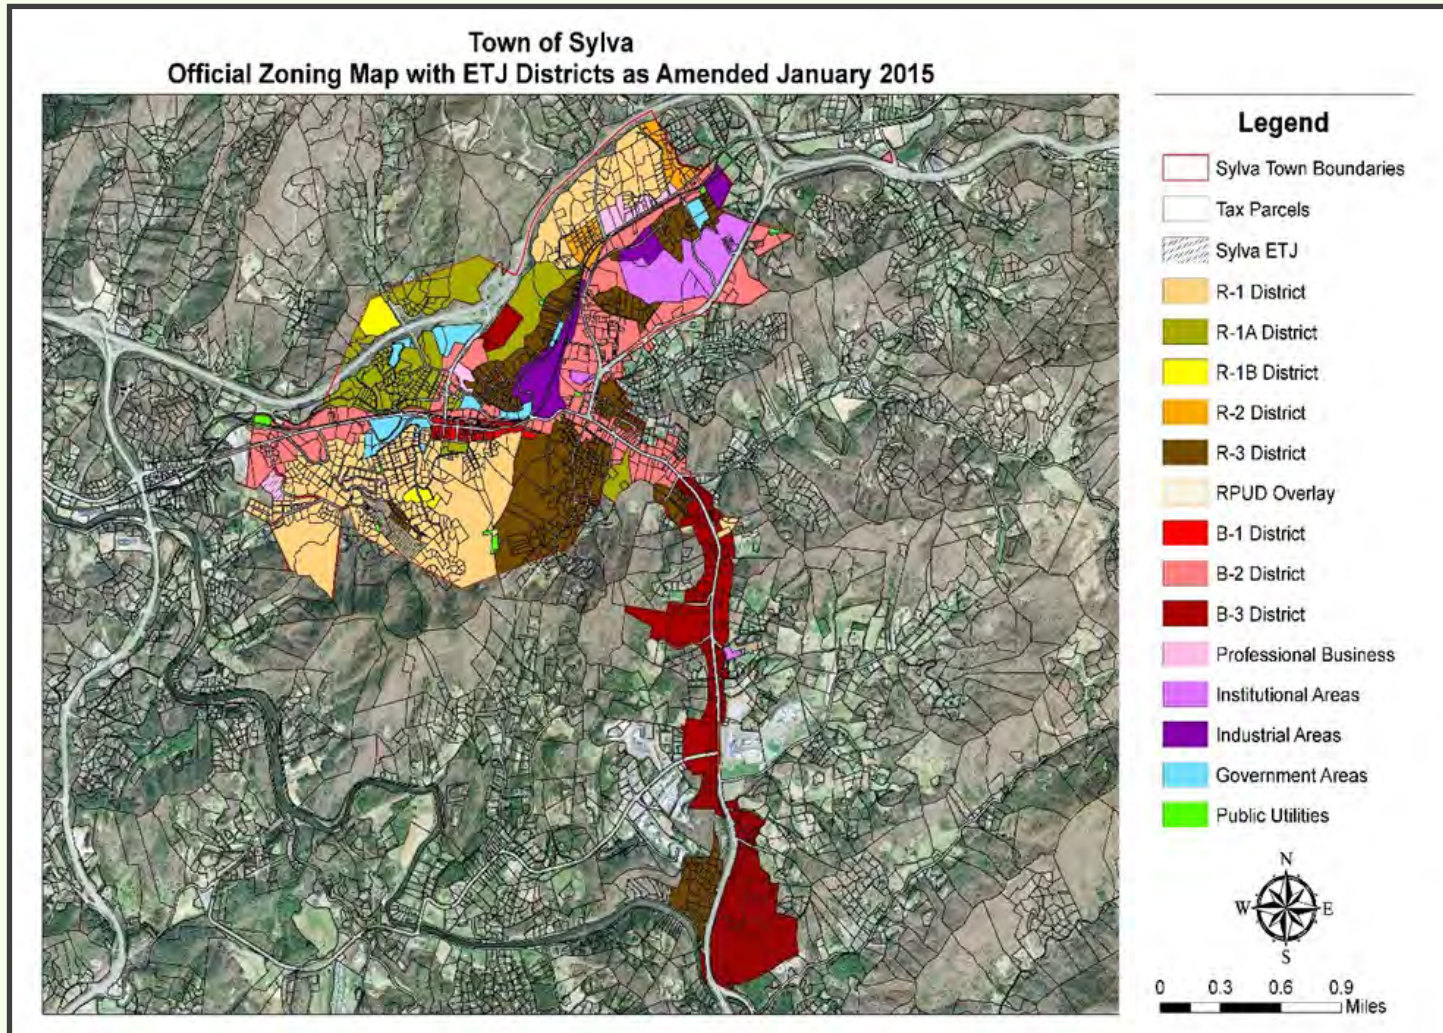 Town of Sylva
Official Zoning Map with ETJ Districts as Amended January 2015
Legend
Sylva Town Boundaries
Tax Parcels
Sylva ETJ
R-1 District
R-1A District
R-1B District
R-2 District
R-3 District
RPUD Overlay
B-1 District
B-2 District
B-3 District
Professional Business
Institutional Areas
Industrial Areas
Government Areas
Public Utilities
N
W E
S
0 0.3 0.6 0.9
Miles